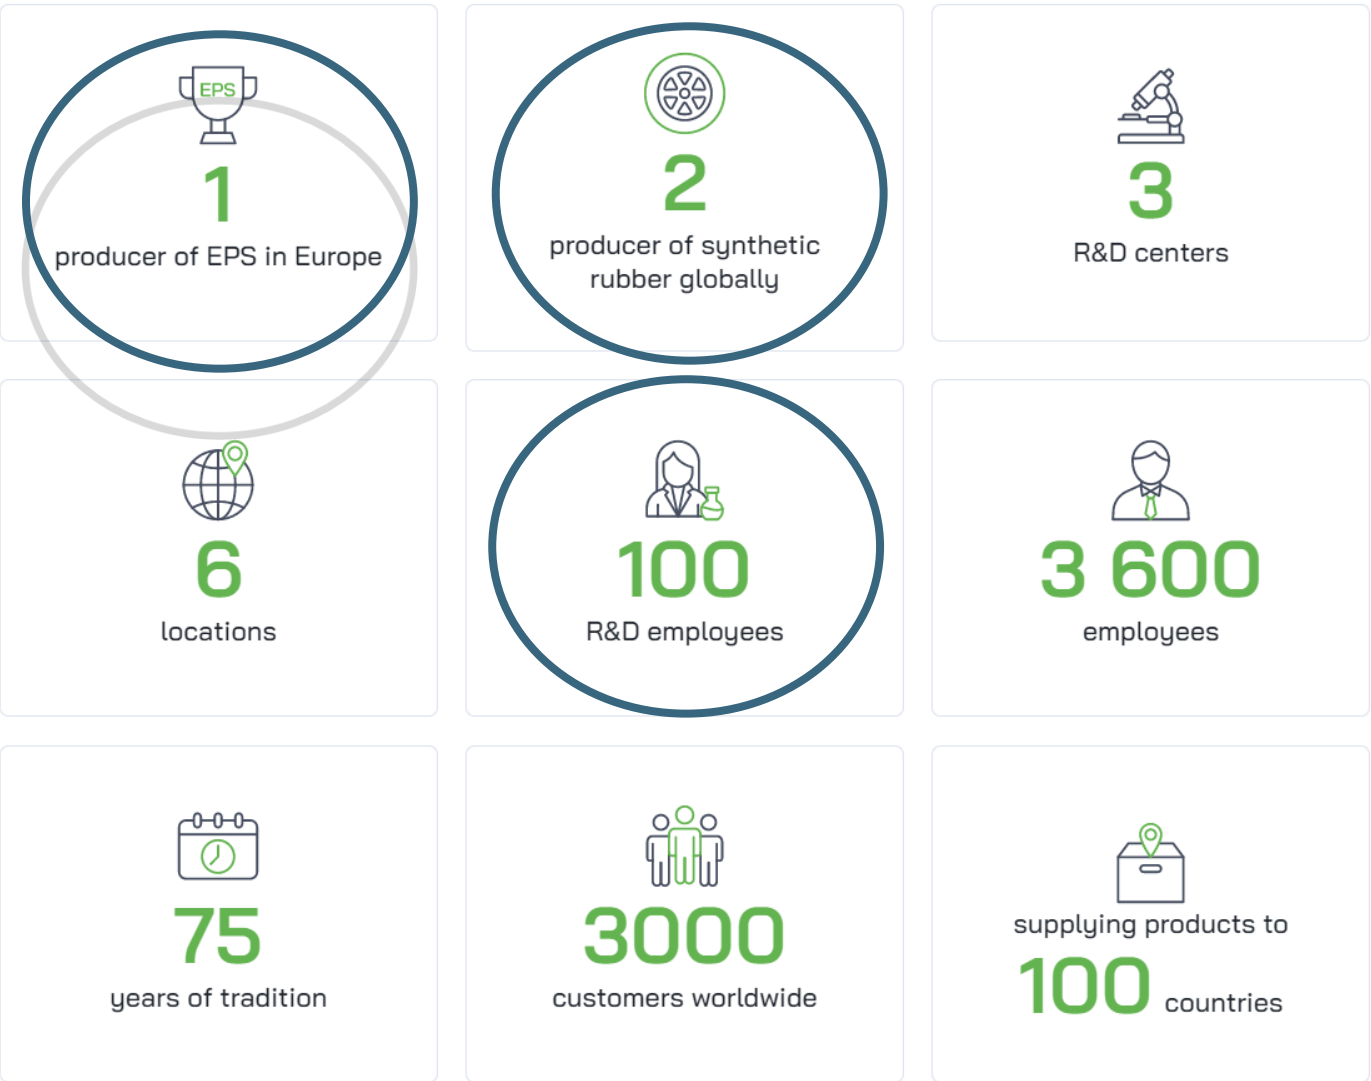 EPS
1
producer of EPS in Europe
2
producer of synthetic
rubber globally
3
R&D centers
6
locations
100
R&D employees
3 600
employees
75
years of tradition
3000
customers worldwide
supplying products to
100 countries